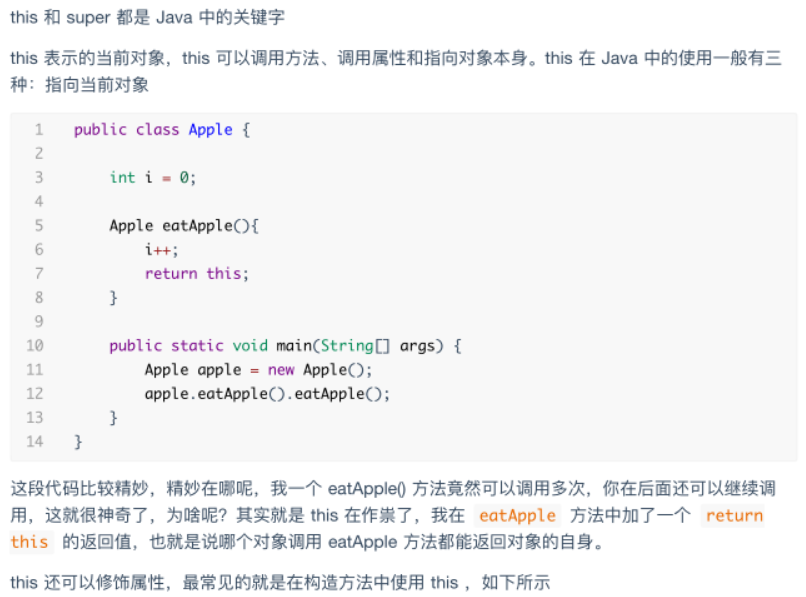 this 和 super 都是 Java 中的关键字
this 表示的当前对象，this 可以调用方法、调用属性和指向对象本身。this 在 Java 中的使用一般有三
种：指向当前对象
1 public class Apple {
2
3 int i = 0;
4
5 Apple eatApple(){
6 i++;
7 return this;
8 }
9
10 public static void main(String[] args) {
11 Apple apple = new Apple();
12 apple.eatApple().eatApple();
13 }
14 }
这段代码比较精妙，精妙在哪呢，我一个 eatApple() 方法竟然可以调用多次，你在后面还可以继续调
用，这就很神奇了，为啥呢？其实就是 this 在作祟了，我在 eatApple 方法中加了一个 return
this 的返回值，也就是说哪个对象调用 eatApple 方法都能返回对象的自身。
this 还可以修饰属性，最常见的就是在构造方法中使用 this ，如下所示